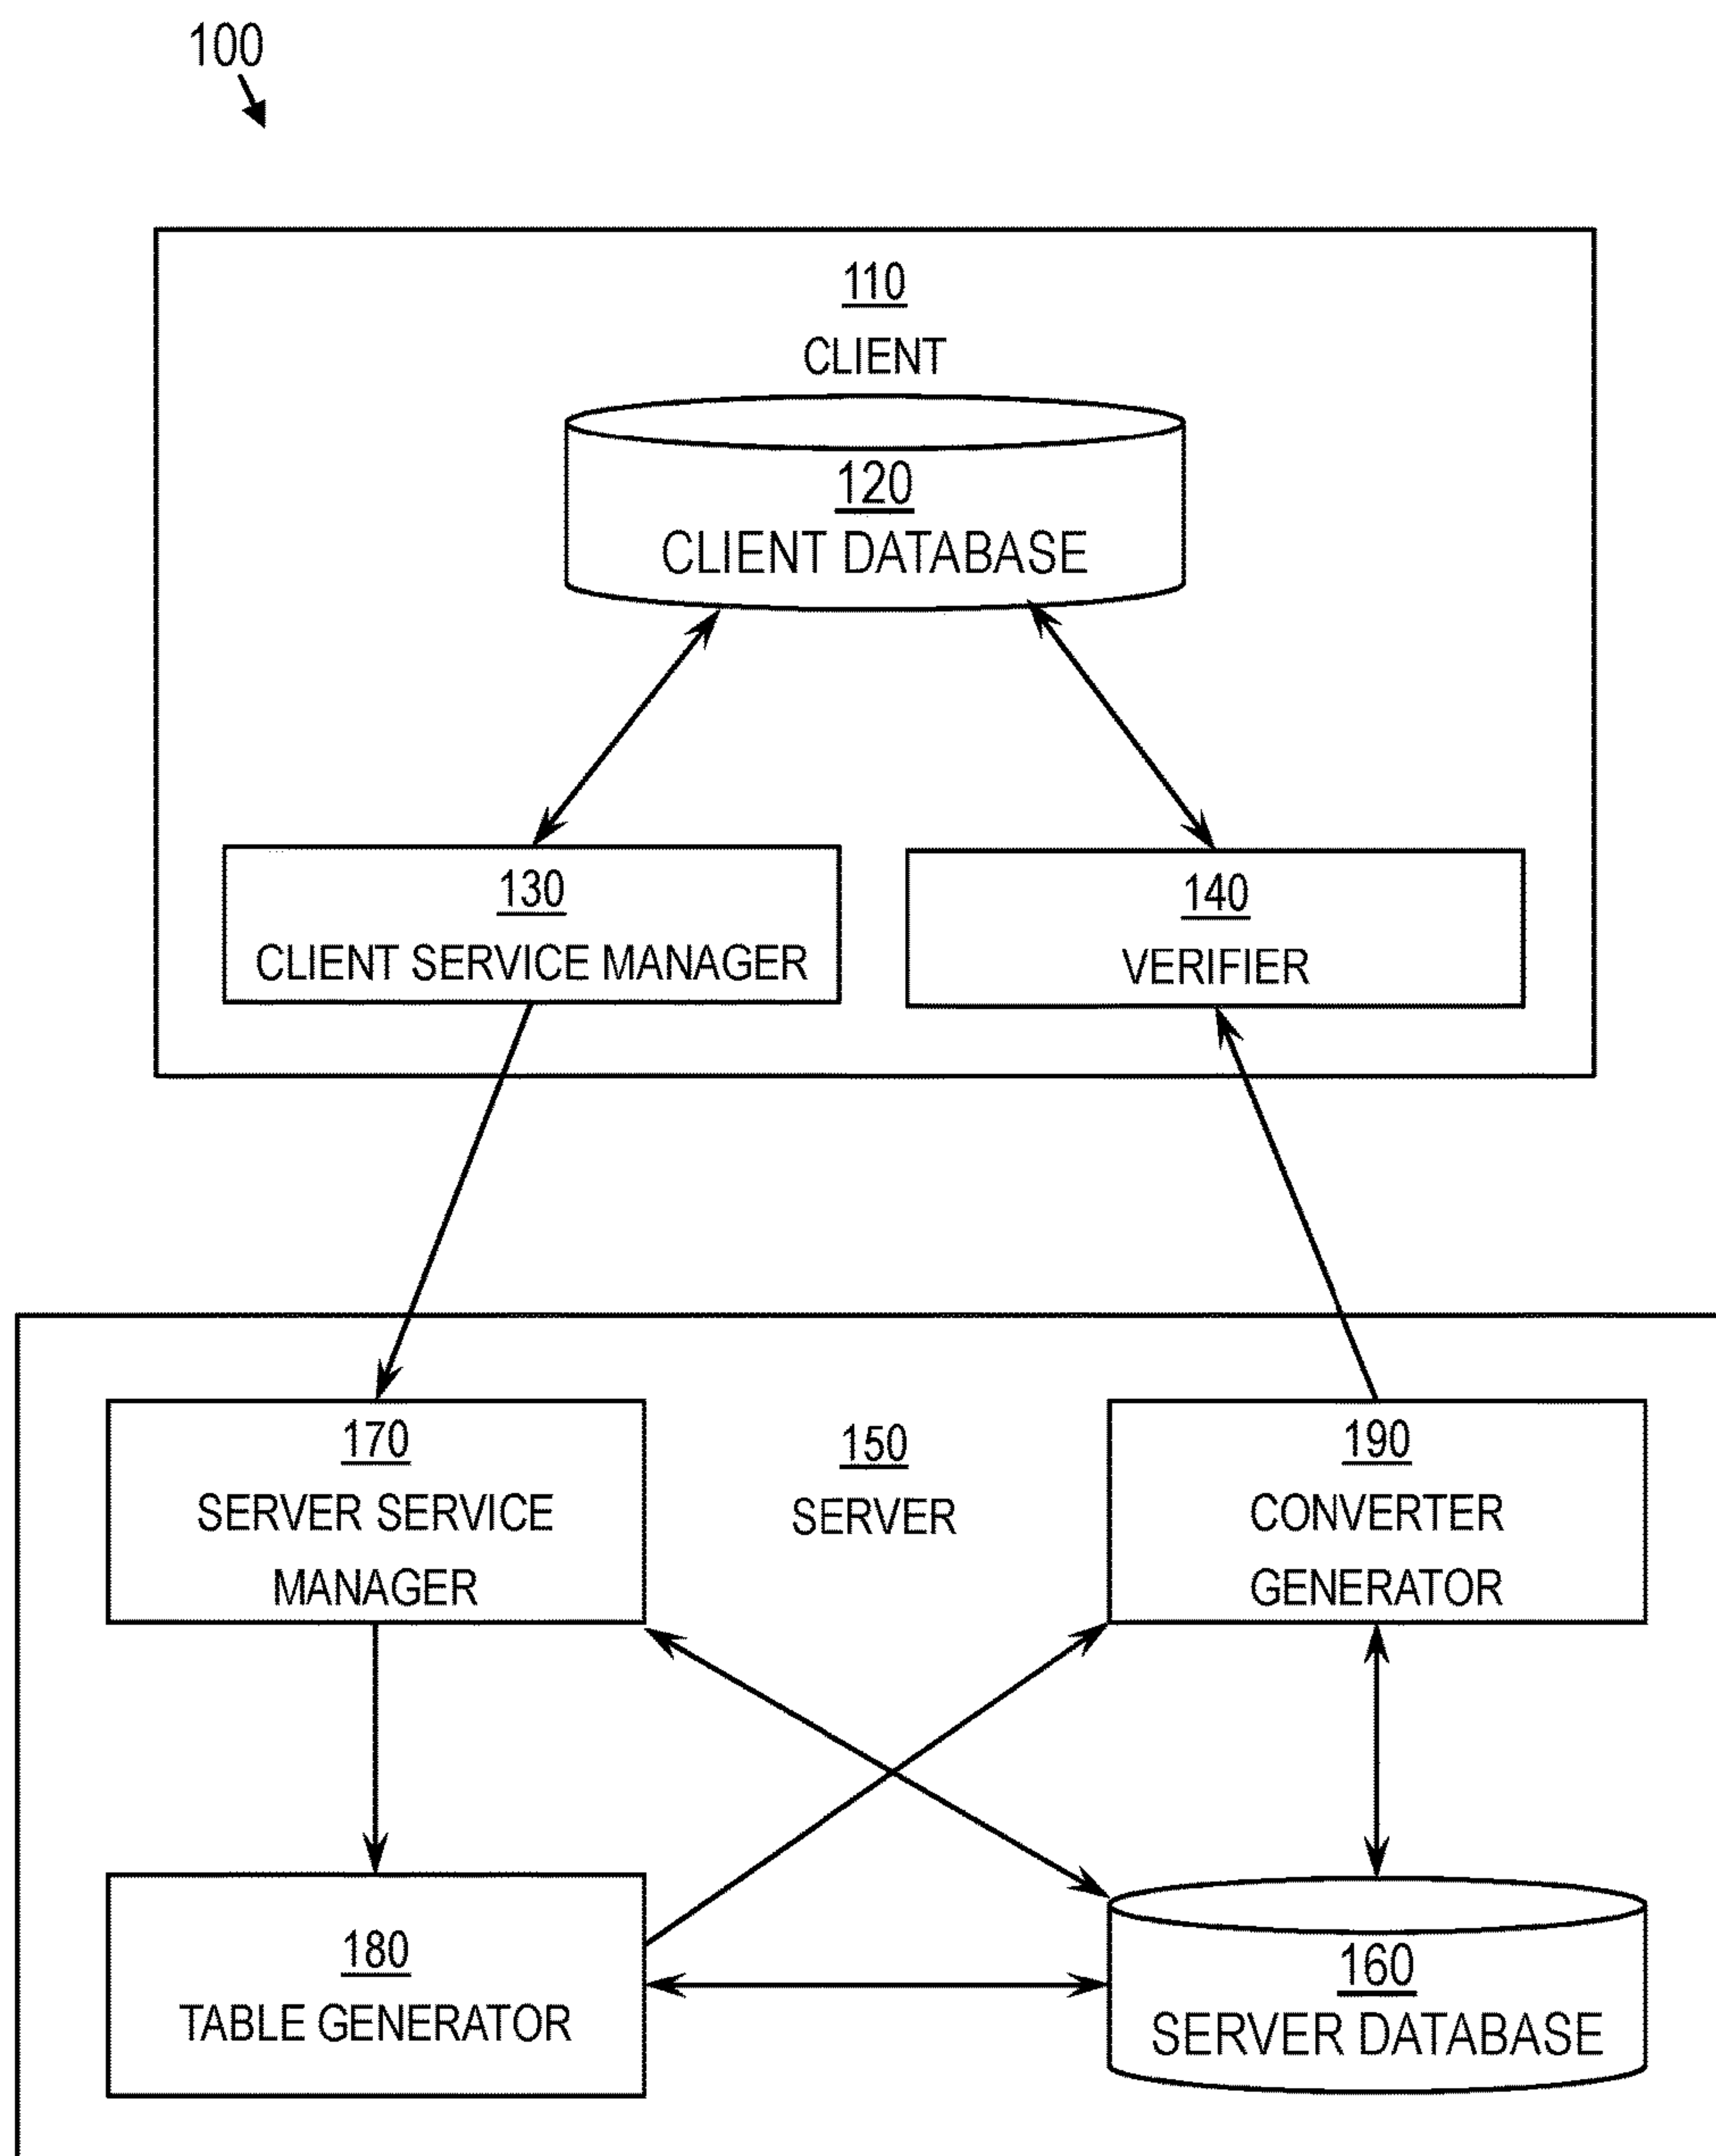 100
110
CLIENT
120
CLIENT DATABASE
130
CLIENT SERVICE MANAGER
140
VERIFIER
170
SERVER SERVICE
MANAGER
150
SERVER
190
CONVERTER
GENERATOR
180
TABLE GENERATOR
160
SERVER DATABASE